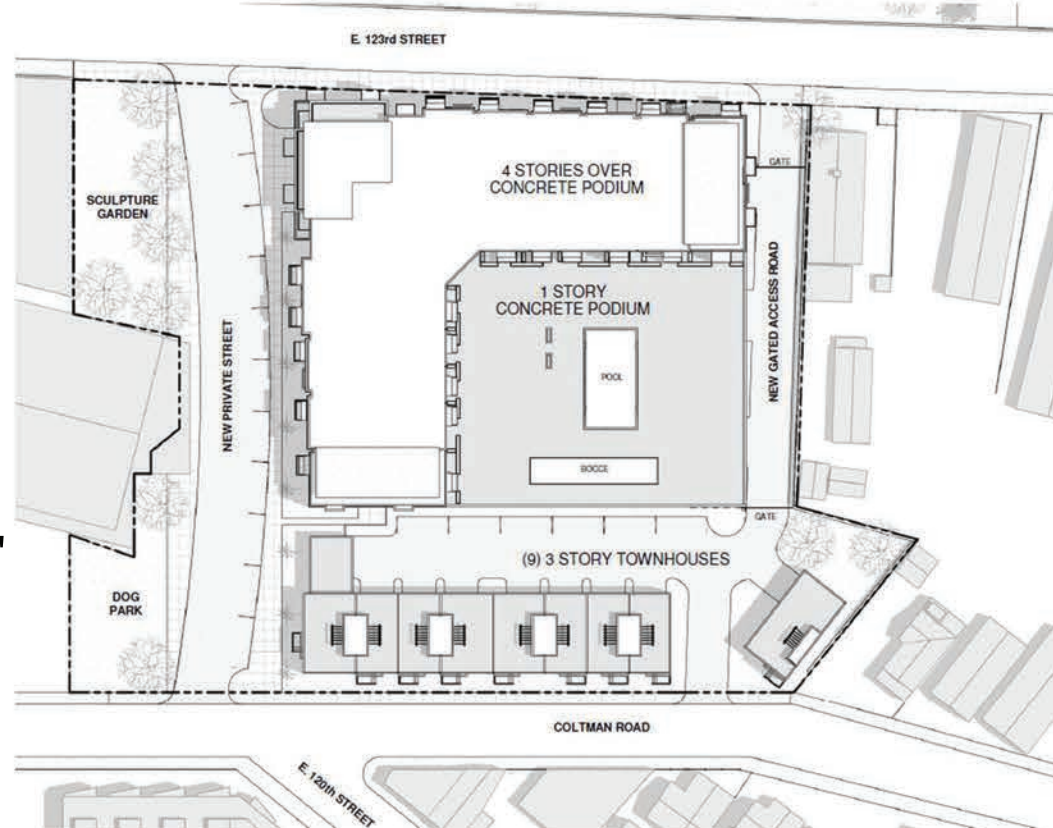 E. 123rd STREET
4 STORIES OVER
CONCRETE PODIUM
GATE
SCULPTURE
GARDEN
NEW PRIVATE STREET
1 STORY
CONCRETE PODIUM
NEW GATED ACCESS ROAD
POOL
BOCCE
GATE
(9) 3 STORY TOWNHOUSES
DOG
PARK
COLTMAN ROAD
E. 120th STREET